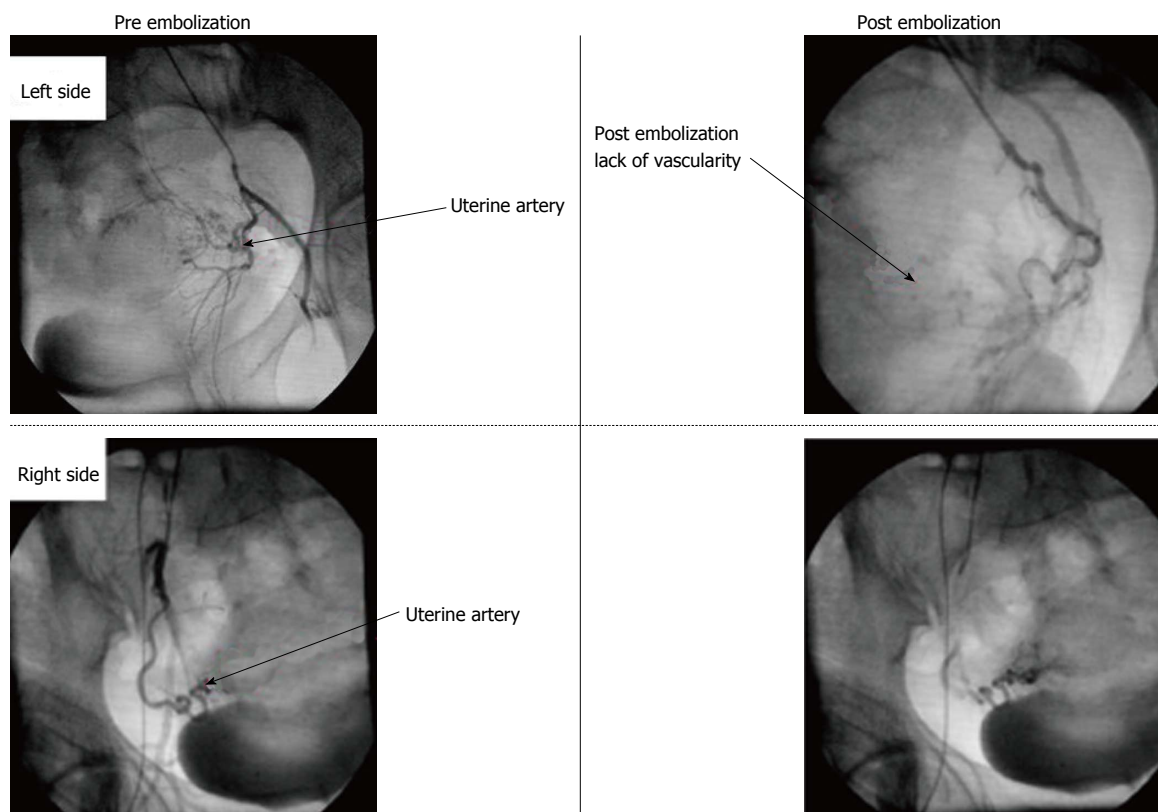 Pre embolization
Post embolization
Left side
Post embolization
lack of vascularity
Uterine artery
Right side
Uterine artery